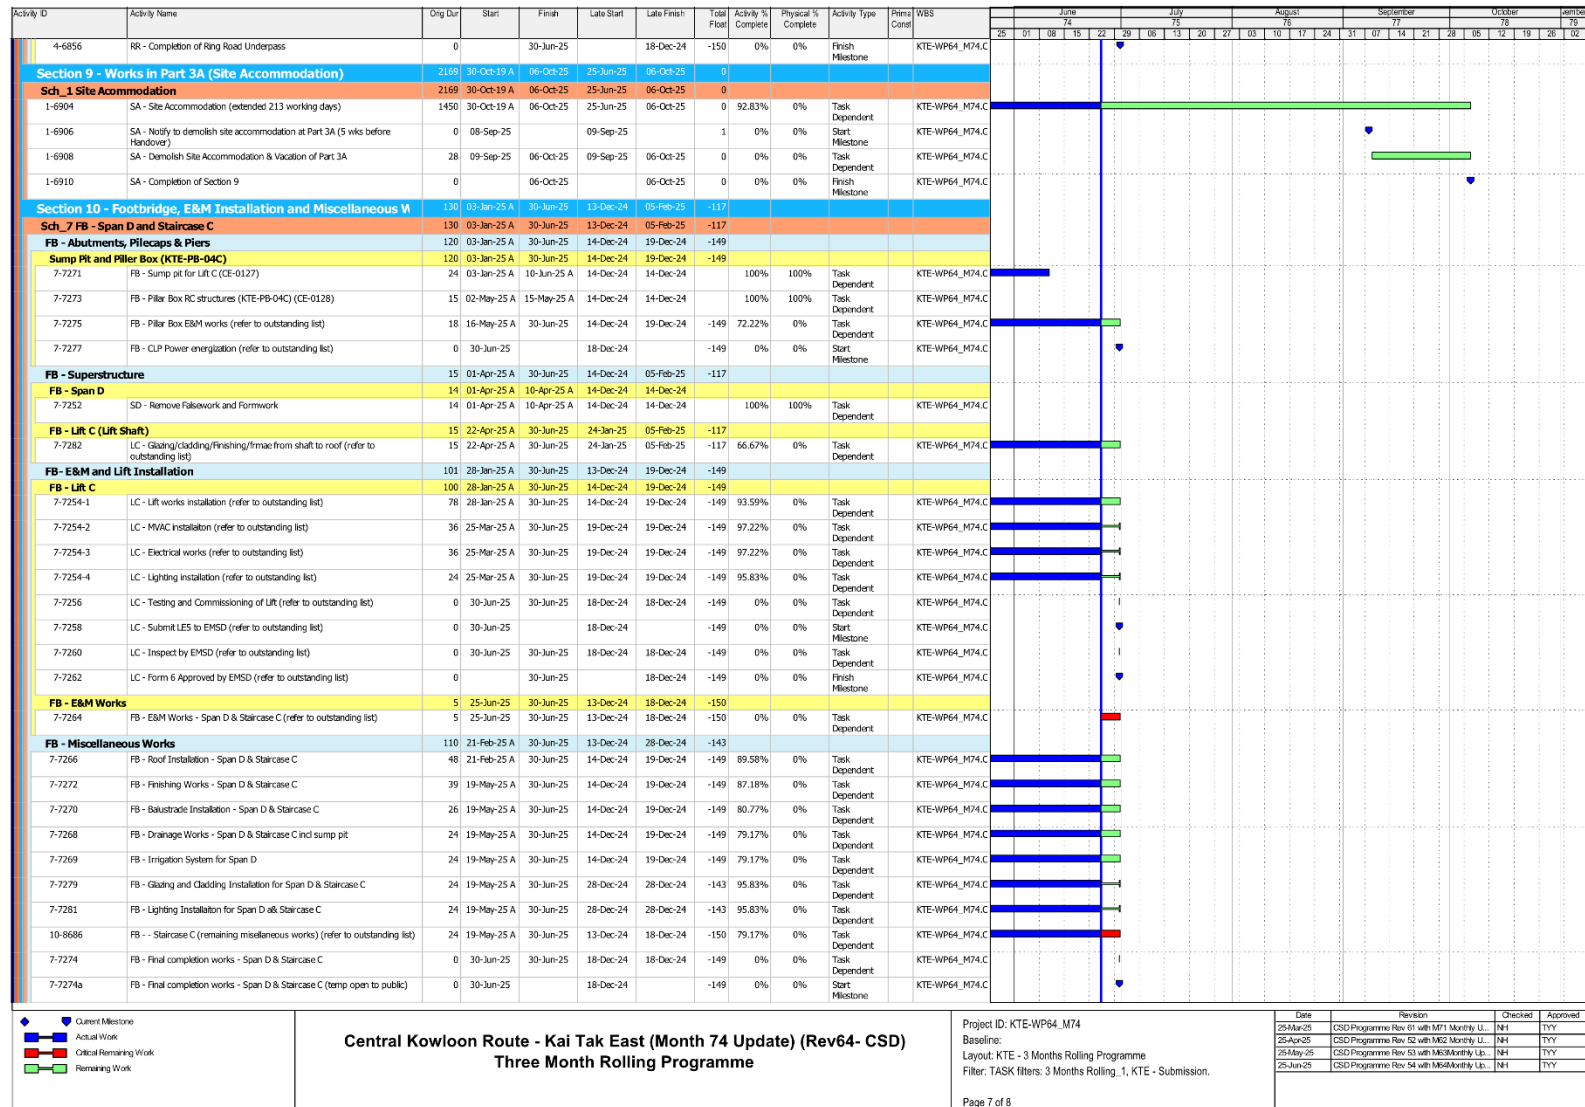 Activity ID Activity Name Orig Dur Start Finish Late Start Late Finish Total Float Activity % Complete Physical % Complete Activity Type Prima Const WBS
June July August September October
74 75 76 77 78 79
25 01 08 15 22 29 06 13 20 27 03 10 17 24 31 07 14 21 28 05 12 19 26 02
4-6856 RR - Completion of Ring Road Underpass 0 30-Jun-25 18-Dec-24 -150 0% 0% Finish Milestone KTE-WP64_M74.C
Section 9 - Works in Part 3A (Site Accommodation) 2169 30-Oct-19 A 06-Oct-25 25-Jun-25 06-Oct-25 0
Sch_1 Site Acommodation 2169 30-Oct-19 A 06-Oct-25 25-Jun-25 06-Oct-25 0
1-6904 SA - Site Accommodation (extended 213 working days) 1450 30-Oct-19 A 06-Oct-25 25-Jun-25 06-Oct-25 0 92.83% 0% Task Dependent KTE-WP64_M74.C
1-6906 SA - Notify to demolish site accommodation at Part 3A (5 wks before Handover) 0 08-Sep-25 09-Sep-25 1 0% 0% Start Milestone KTE-WP64_M74.C
1-6908 SA - Demolish Site Accommodation & Vacation of Part 3A 28 09-Sep-25 06-Oct-25 09-Sep-25 06-Oct-25 0 0% 0% Task Dependent KTE-WP64_M74.C
1-6910 SA - Completion of Section 9 0 06-Oct-25 06-Oct-25 0 0% 0% Finish Milestone KTE-WP64_M74.C
Section 10 - Footbridge, E&M Installation and Miscellaneous W 130 03-Jan-25 A 30-Jun-25 13-Dec-24 05-Feb-25 -117
Sch_7 FB - Span D and Staircase C 130 03-Jan-25 A 30-Jun-25 13-Dec-24 05-Feb-25 -117
FB - Abutments, Pilecaps & Piers 120 03-Jan-25 A 30-Jun-25 14-Dec-24 19-Dec-24 -149
Sump Pit and Piller Box (KTE-PB-04C) 120 03-Jan-25 A 30-Jun-25 14-Dec-24 19-Dec-24 -149
7-7271 FB - Sump pit for Lift C (CE-0127) 24 03-Jan-25 A 10-Jun-25 A 14-Dec-24 14-Dec-24 100% 100% Task Dependent KTE-WP64_M74.C
7-7273 FB - Pillar Box RC structures (KTE-PB-04C) (CE-0128) 15 02-May-25 A 15-May-25 A 14-Dec-24 14-Dec-24 100% 100% Task Dependent KTE-WP64_M74.C
7-7275 FB - Pillar Box E&M works (refer to outstanding list) 18 16-May-25 A 30-Jun-25 14-Dec-24 19-Dec-24 -149 72.22% 0% Task Dependent KTE-WP64_M74.C
7-7277 FB - CLP Power energization (refer to outstanding list) 0 30-Jun-25 18-Dec-24 -149 0% 0% Start Milestone KTE-WP64_M74.C
FB - Superstructure 15 01-Apr-25 A 30-Jun-25 14-Dec-24 05-Feb-25 -117
FB - Span D 14 01-Apr-25 A 10-Apr-25 A 14-Dec-24 14-Dec-24
7-7252 SD - Remove Falsework and Formwork 14 01-Apr-25 A 10-Apr-25 A 14-Dec-24 14-Dec-24 100% 100% Task Dependent KTE-WP64_M74.C
FB - Lift C (Lift Shaft) 15 22-Apr-25 A 30-Jun-25 24-Jan-25 05-Feb-25 -117
7-7282 LC - Glazing/cladding/Finishing/frmae from shaft to roof (refer to outstanding list) 15 22-Apr-25 A 30-Jun-25 24-Jan-25 05-Feb-25 -117 66.67% 0% Task Dependent KTE-WP64_M74.C
FB- E&M and Lift Installation 101 28-Jan-25 A 30-Jun-25 13-Dec-24 19-Dec-24 -149
FB - Lift C 100 28-Jan-25 A 30-Jun-25 14-Dec-24 19-Dec-24 -149
7-7254-1 LC - Lift works installation (refer to outstanding list) 78 28-Jan-25 A 30-Jun-25 14-Dec-24 19-Dec-24 -149 93.59% 0% Task Dependent KTE-WP64_M74.C
7-7254-2 LC - MVAC installaiton (refer to outstanding list) 36 25-Mar-25 A 30-Jun-25 19-Dec-24 19-Dec-24 -149 97.22% 0% Task Dependent KTE-WP64_M74.C
7-7254-3 LC - Electrical works (refer to outstanding list) 36 25-Mar-25 A 30-Jun-25 19-Dec-24 19-Dec-24 -149 97.22% 0% Task Dependent KTE-WP64_M74.C
7-7254-4 LC - Lighting installation (refer to outstanding list) 24 25-Mar-25 A 30-Jun-25 19-Dec-24 19-Dec-24 -149 95.83% 0% Task Dependent KTE-WP64_M74.C
7-7256 LC - Testing and Commissioning of Lift (refer to outstanding list) 0 30-Jun-25 30-Jun-25 18-Dec-24 18-Dec-24 -149 0% 0% Task Dependent KTE-WP64_M74.C
7-7258 LC - Submit LE5 to EMSD (refer to outstanding list) 0 30-Jun-25 18-Dec-24 -149 0% 0% Start Milestone KTE-WP64_M74.C
7-7260 LC - Inspect by EMSD (refer to outstanding list) 0 30-Jun-25 30-Jun-25 18-Dec-24 18-Dec-24 -149 0% 0% Task Dependent KTE-WP64_M74.C
7-7262 LC - Form 6 Approved by EMSD (refer to outstanding list) 0 30-Jun-25 18-Dec-24 -149 0% 0% Finish Milestone KTE-WP64_M74.C
FB - E&M Works 5 25-Jun-25 30-Jun-25 13-Dec-24 18-Dec-24 -150
7-7264 FB - E&M Works - Span D & Staircase C (refer to outstanding list) 5 25-Jun-25 30-Jun-25 13-Dec-24 18-Dec-24 -150 0% 0% Task Dependent KTE-WP64_M74.C
FB - Miscellaneous Works 110 21-Feb-25 A 30-Jun-25 13-Dec-24 28-Dec-24 -143
7-7266 FB - Roof Installation - Span D & Staircase C 48 21-Feb-25 A 30-Jun-25 14-Dec-24 19-Dec-24 -149 89.58% 0% Task Dependent KTE-WP64_M74.C
7-7272 FB - Finishing Works - Span D & Staircase C 39 19-May-25 A 30-Jun-25 14-Dec-24 19-Dec-24 -149 87.18% 0% Task Dependent KTE-WP64_M74.C
7-7270 FB - Balustrade Installation - Span D & Staircase C 26 19-May-25 A 30-Jun-25 14-Dec-24 19-Dec-24 -149 80.77% 0% Task Dependent KTE-WP64_M74.C
7-7268 FB - Drainage Works - Span D & Staircase C incl sump pit 24 19-May-25 A 30-Jun-25 14-Dec-24 19-Dec-24 -149 79.17% 0% Task Dependent KTE-WP64_M74.C
7-7269 FB - Irrigation System for Span D 24 19-May-25 A 30-Jun-25 14-Dec-24 19-Dec-24 -149 79.17% 0% Task Dependent KTE-WP64_M74.C
7-7279 FB - Glazing and Cladding Installation for Span D & Staircase C 24 19-May-25 A 30-Jun-25 28-Dec-24 28-Dec-24 -143 95.83% 0% Task Dependent KTE-WP64_M74.C
7-7281 FB - Lighting Installaiton for Span D a& Staircase C 24 19-May-25 A 30-Jun-25 28-Dec-24 28-Dec-24 -143 95.83% 0% Task Dependent KTE-WP64_M74.C
10-8686 FB - - Staircase C (remaining misellaneous works) (refer to outstanding list) 24 19-May-25 A 30-Jun-25 13-Dec-24 18-Dec-24 -150 79.17% 0% Task Dependent KTE-WP64_M74.C
7-7274 FB - Final completion works - Span D & Staircase C 0 30-Jun-25 30-Jun-25 18-Dec-24 18-Dec-24 -149 0% 0% Task Dependent KTE-WP64_M74.C
7-7274a FB - Final completion works - Span D & Staircase C (temp open to public) 0 30-Jun-25 18-Dec-24 -149 0% 0% Start Milestone KTE-WP64_M74.C
Current Milestone
Actual Work
Critical Remaining Work
Remaining Work
Central Kowloon Route - Kai Tak East (Month 74 Update) (Rev64- CSD)
Three Month Rolling Programme
Project ID: KTE-WP64_M74
Baseline:
Layout: KTE - 3 Months Rolling Programme
Filter: TASK filters: 3 Months Rolling_1, KTE - Submission.
Page 7 of 8
Date Revision Checked Approved
25-Mar-25 CSD Programme Rev 61 with M71 Monthly U... NH TYY
25-Apr-25 CSD Programme Rev 52 with M62 Monthly U... NH TYY
25-May-25 CSD Programme Rev 53 with M63Monthly Up... NH TYY
25-Jun-25 CSD Programme Rev 54 with M64Monthly Up... NH TYY